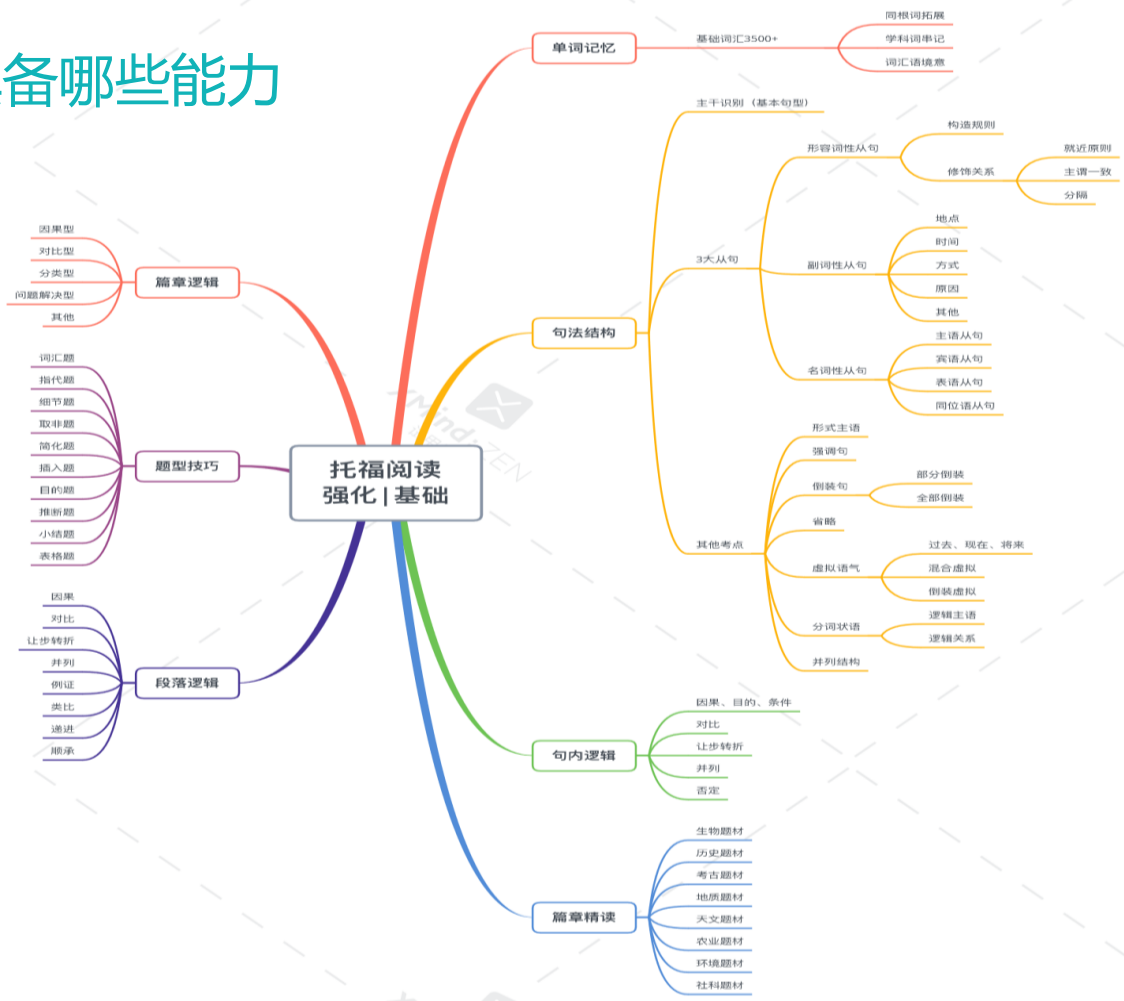 备哪些能力
托福阅读
强化|基础
单词记忆
基础词汇3500+
同根词拓展
学科词串记
词汇语境意
句法结构
主干识别（基本句型）
3大从句
形容词性从句
构造规则
修饰关系
就近原则
主谓一致
分隔
副词性从句
地点
时间
方式
原因
其他
名词性从句
主语从句
宾语从句
表语从句
同位语从句
其他考点
形式主语
强调句
倒装句
部分倒装
全部倒装
省略
虚拟语气
过去、现在、将来
混合虚拟
倒装虚拟
分词状语
逻辑主语
逻辑关系
并列结构
句内逻辑
因果、目的、条件
对比
让步转折
并列
否定
篇章精读
生物题材
历史题材
考古题材
地质题材
天文题材
农业题材
环境题材
社科题材
篇章逻辑
因果型
对比型
分类型
问题解决型
其他
题型技巧
词汇题
指代题
细节题
取非题
简化题
插入题
目的题
推断题
小结题
表格题
段落逻辑
因果
对比
让步转折
并列
例证
类比
递进
顺承
XMind:ZEN